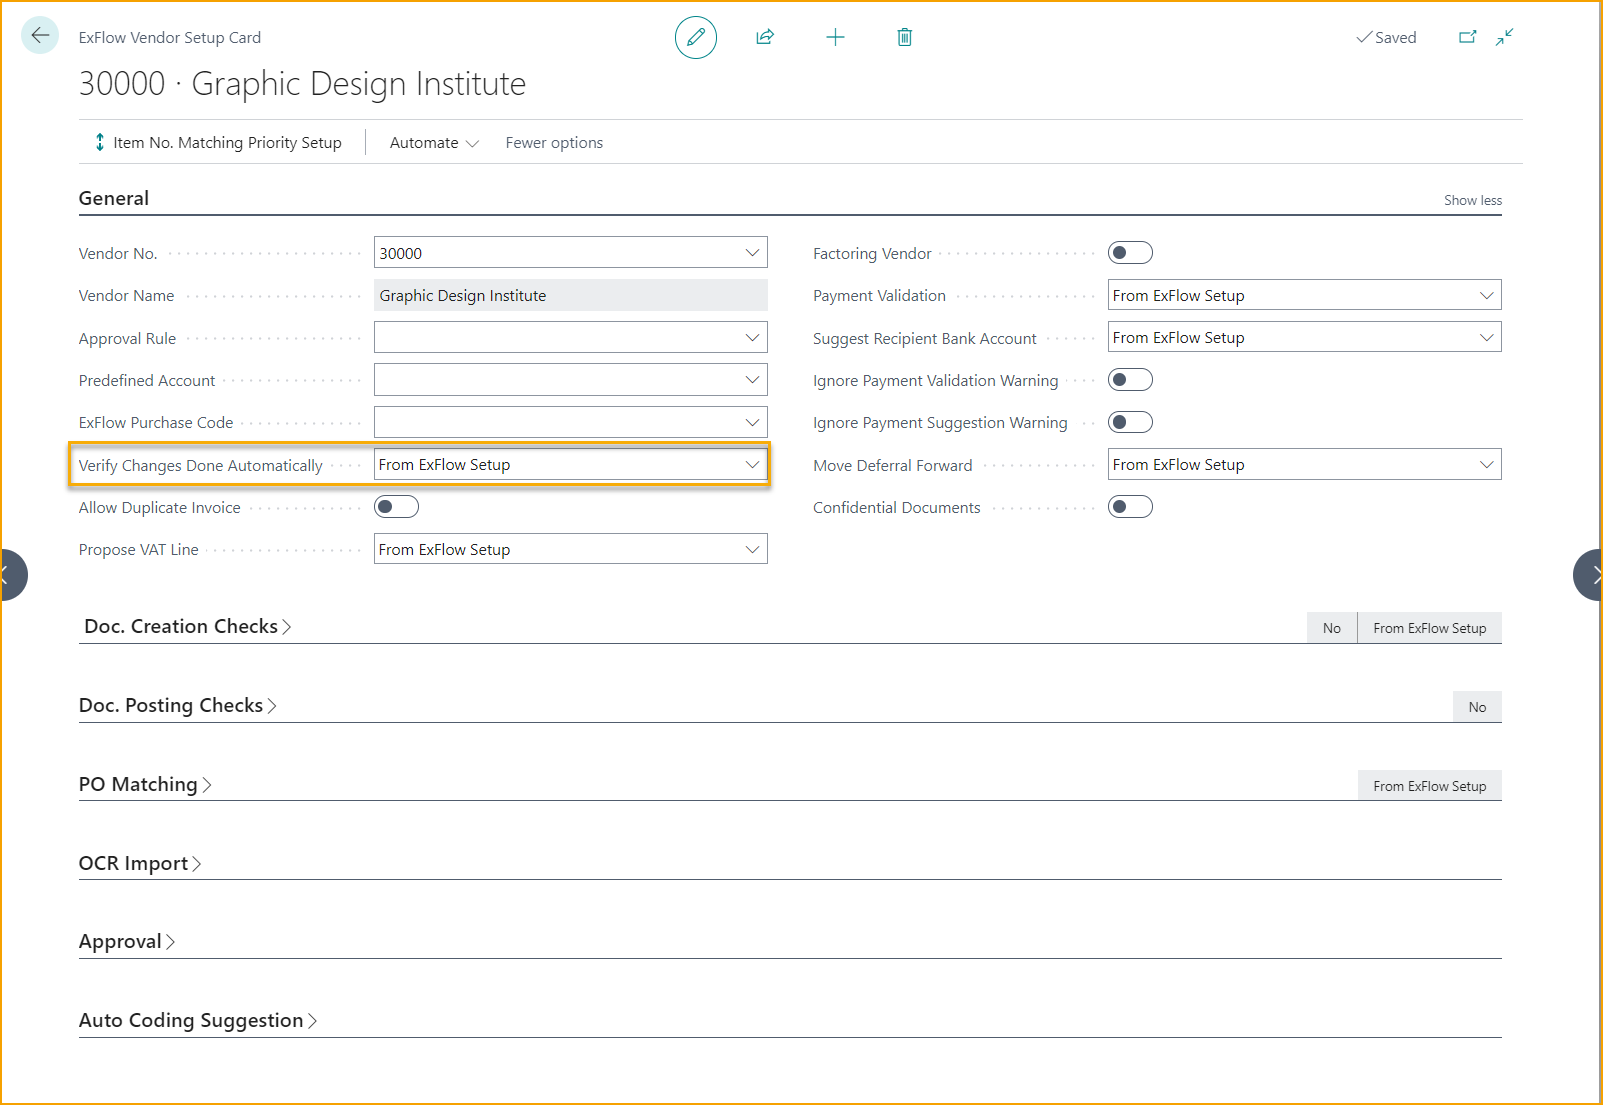 ExFlow Vendor Setup Card
Saved
30000 · Graphic Design Institute
Item No. Matching Priority Setup
Automate
Fewer options
General
Show less
Vendor No.
30000
Vendor Name
Graphic Design Institute
Approval Rule
Predefined Account
ExFlow Purchase Code
Verify Changes Done Automatically
From ExFlow Setup
Allow Duplicate Invoice
Propose VAT Line
From ExFlow Setup
Factoring Vendor
Payment Validation
From ExFlow Setup
Suggest Recipient Bank Account
From ExFlow Setup
Ignore Payment Validation Warning
Ignore Payment Suggestion Warning
Move Deferral Forward
From ExFlow Setup
Confidential Documents
Doc. Creation Checks
No
From ExFlow Setup
Doc. Posting Checks
No
PO Matching
From ExFlow Setup
OCR Import
Approval
Auto Coding Suggestion